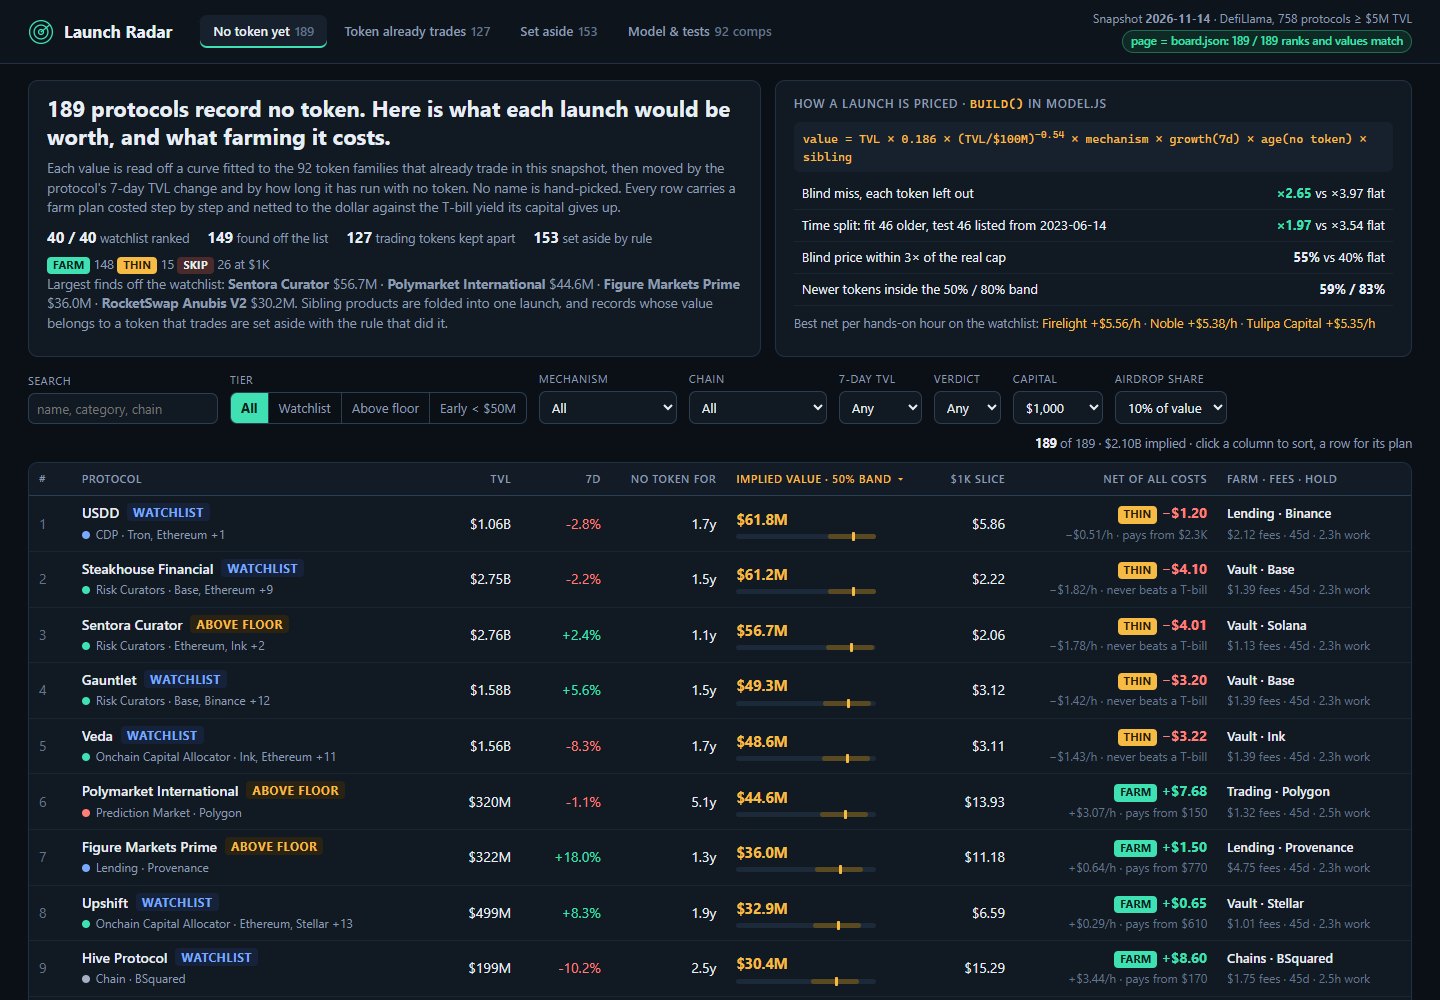 Launch Radar
No token yet 189
Token already trades 127
Set aside 153
Model & tests 92 comps
Snapshot 2026-11-14 · DefiLlama, 758 protocols ≥ $5M TVL
page = board.json: 189 / 189 ranks and values match
189 protocols record no token. Here is what each launch would be
worth, and what farming it costs.
Each value is read off a curve fitted to the 92 token families that already trade in this snapshot, then moved by the
protocol's 7-day TVL change and by how long it has run with no token. No name is hand-picked. Every row carries a
farm plan costed step by step and netted to the dollar against the T-bill yield its capital gives up.
40 / 40 watchlist ranked 149 found off the list 127 trading tokens kept apart 153 set aside by rule
FARM 148 THIN 15 SKIP 26 at $1K
Largest finds off the watchlist: Sentora Curator $56.7M · Polymarket International $44.6M · Figure Markets Prime
$36.0M · RocketSwap Anubis V2 $30.2M. Sibling products are folded into one launch, and records whose value
belongs to a token that trades are set aside with the rule that did it.
HOW A LAUNCH IS PRICED · BUILD() IN MODEL.JS
value = TVL × 0.186 × (TVL/$100M)^−0.54 × mechanism × growth(7d) × age(no token) ×
sibling
Blind miss, each token left out ×2.65 vs ×3.97 flat
Time split: fit 46 older, test 46 listed from 2023-06-14 ×1.97 vs ×3.54 flat
Blind price within 3× of the real cap 55% vs 40% flat
Newer tokens inside the 50% / 80% band 59% / 83%
Best net per hands-on hour on the watchlist: Firelight +$5.56/h · Noble +$5.38/h · Tulipa Capital +$5.35/h
SEARCH TIER MECHANISM CHAIN 7-DAY TVL VERDICT CAPITAL AIRDROP SHARE
name, category, chain All Watchlist Above floor Early < $50M All All Any Any $1,000 10% of value
189 of 189 · $2.10B implied · click a column to sort, a row for its plan
# PROTOCOL TVL 7D NO TOKEN FOR IMPLIED VALUE · 50% BAND $1K SLICE NET OF ALL COSTS FARM · FEES · HOLD
1 USDD WATCHLIST $1.06B -2.8% 1.7y $61.8M $5.86 THIN −$1.20 Lending · Binance
CDP · Tron, Ethereum +1 −$0.51/h · pays from $2.3K $2.12 fees · 45d · 2.3h work
2 Steakhouse Financial WATCHLIST $2.75B -2.2% 1.5y $61.2M $2.22 THIN −$4.10 Vault · Base
Risk Curators · Base, Ethereum +9 −$1.82/h · never beats a T-bill $1.39 fees · 45d · 2.3h work
3 Sentora Curator ABOVE FLOOR $2.76B +2.4% 1.1y $56.7M $2.06 THIN −$4.01 Vault · Solana
Risk Curators · Ethereum, Ink +2 −$1.78/h · never beats a T-bill $1.13 fees · 45d · 2.3h work
4 Gauntlet WATCHLIST $1.58B +5.6% 1.5y $49.3M $3.12 THIN −$3.20 Vault · Base
Risk Curators · Base, Binance +12 −$1.42/h · never beats a T-bill $1.39 fees · 45d · 2.3h work
5 Veda WATCHLIST $1.56B -8.3% 1.7y $48.6M $3.11 THIN −$3.22 Vault · Ink
Onchain Capital Allocator · Ink, Ethereum +11 −$1.43/h · never beats a T-bill $1.39 fees · 45d · 2.3h work
6 Polymarket International ABOVE FLOOR $320M -1.1% 5.1y $44.6M $13.93 FARM +$7.68 Trading · Polygon
Prediction Market · Polygon +$3.07/h · pays from $150 $1.32 fees · 45d · 2.5h work
7 Figure Markets Prime ABOVE FLOOR $322M +18.0% 1.3y $36.0M $11.18 FARM +$1.50 Lending · Provenance
Lending · Provenance +$0.64/h · pays from $770 $4.75 fees · 45d · 2.3h work
8 Upshift WATCHLIST $499M +8.3% 1.9y $32.9M $6.59 FARM +$0.65 Vault · Stellar
Onchain Capital Allocator · Ethereum, Stellar +13 +$0.29/h · pays from $610 $1.01 fees · 45d · 2.3h work
9 Hive Protocol WATCHLIST $199M -10.2% 2.5y $30.4M $15.29 FARM +$8.60 Chains · BSquared
Chain · BSquared +$3.44/h · pays from $170 $1.75 fees · 45d · 2.5h work